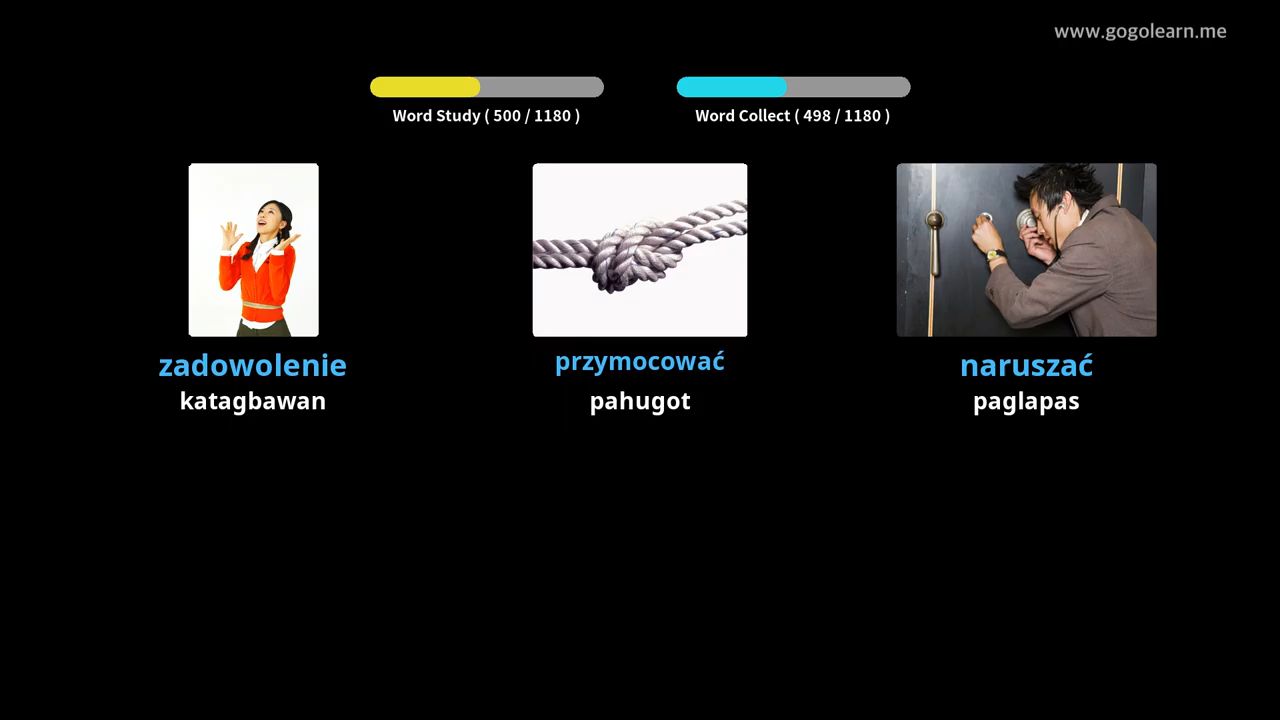 www.gogolearn.me
Word Study ( 500 / 1180 )
Word Collect ( 498 / 1180 )
zadowolenie
katagbawan
przymocować
pahugot
naruszać
paglapas